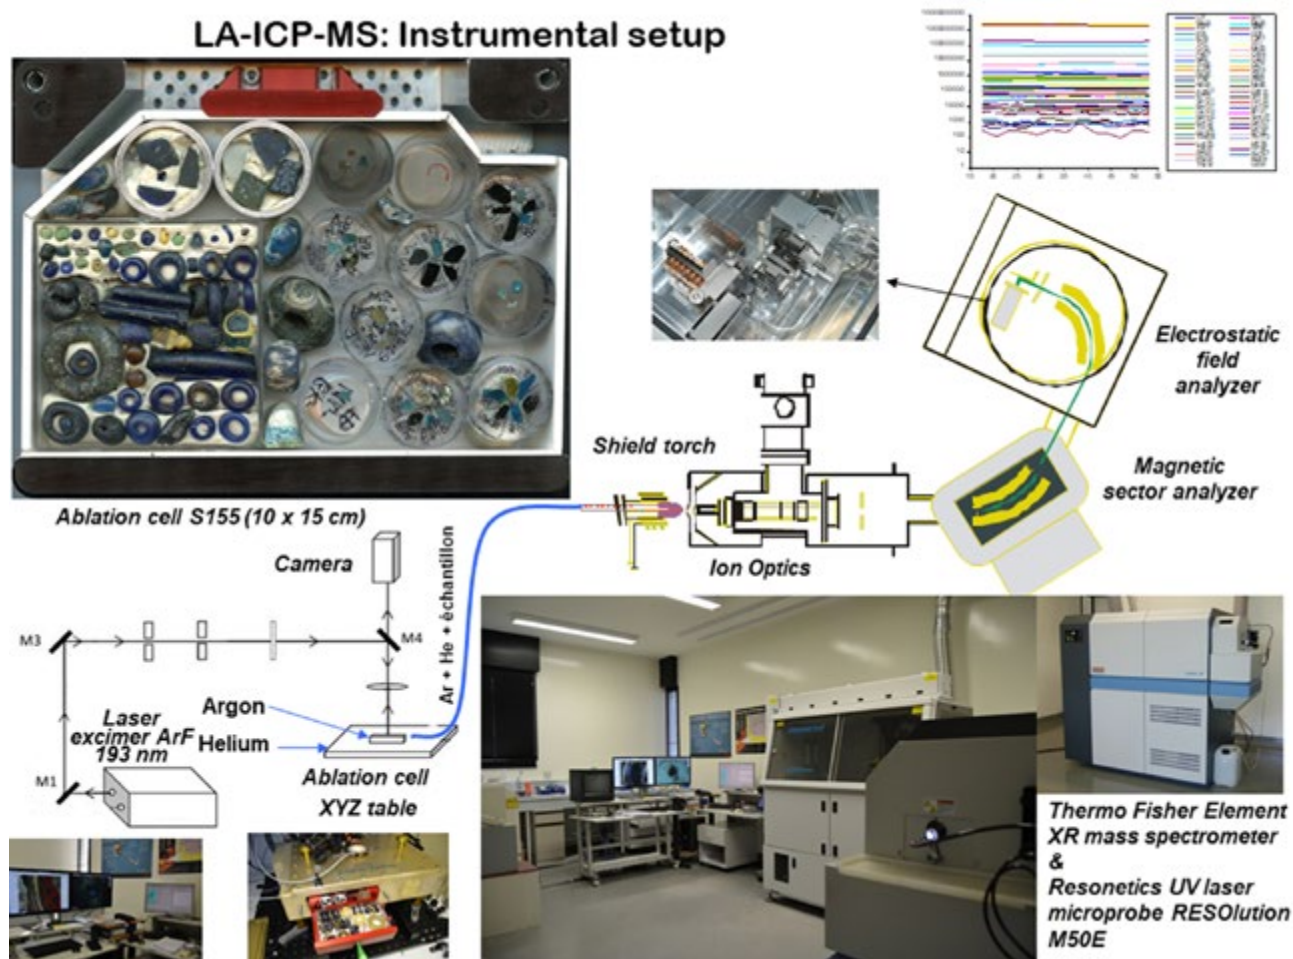 LA-ICP-MS: Instrumental setup
Electrostatic
field
analyzer
Shield torch
Magnetic
sector analyzer
Ablation cell S155 (10 x 15 cm)
Camera
Ion Optics
M3
M4
Ar + He + échantillon
Laser
excimer ArF
193 nm
Argon
Helium
M1
Ablation cell
XYZ table
Thermo Fisher Element
XR mass spectrometer
&
Resonetics UV laser
microprobe RESOlution
M50E